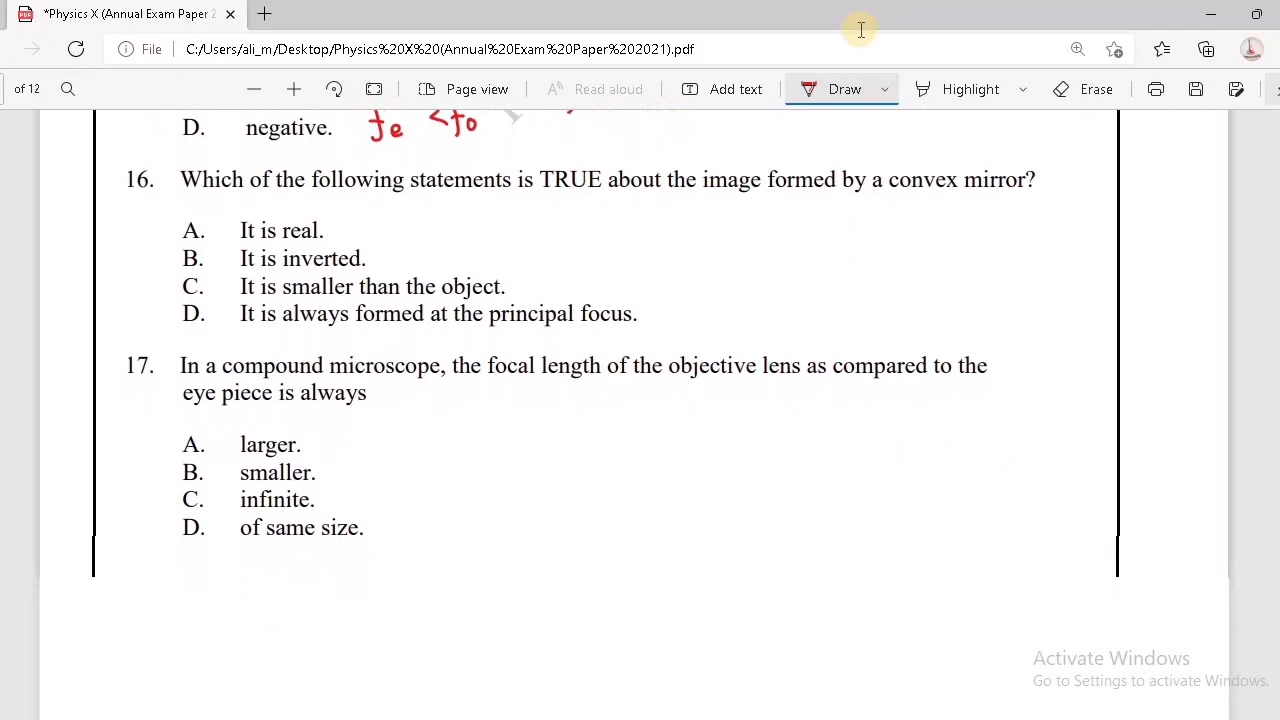 *Physics X (Annual Exam Paper 2
File C:/Users/ali_m/Desktop/Physics%20X%20(Annual%20Exam%20Paper%202021).pdf
of 12 Page view Read aloud Add text Draw Highlight Erase
D. negative. fe <fo
16. Which of the following statements is TRUE about the image formed by a convex mirror?
A. It is real.
B. It is inverted.
C. It is smaller than the object.
D. It is always formed at the principal focus.
17. In a compound microscope, the focal length of the objective lens as compared to the
eye piece is always
A. larger.
B. smaller.
C. infinite.
D. of same size.
Activate Windows
Go to Settings to activate Windows.